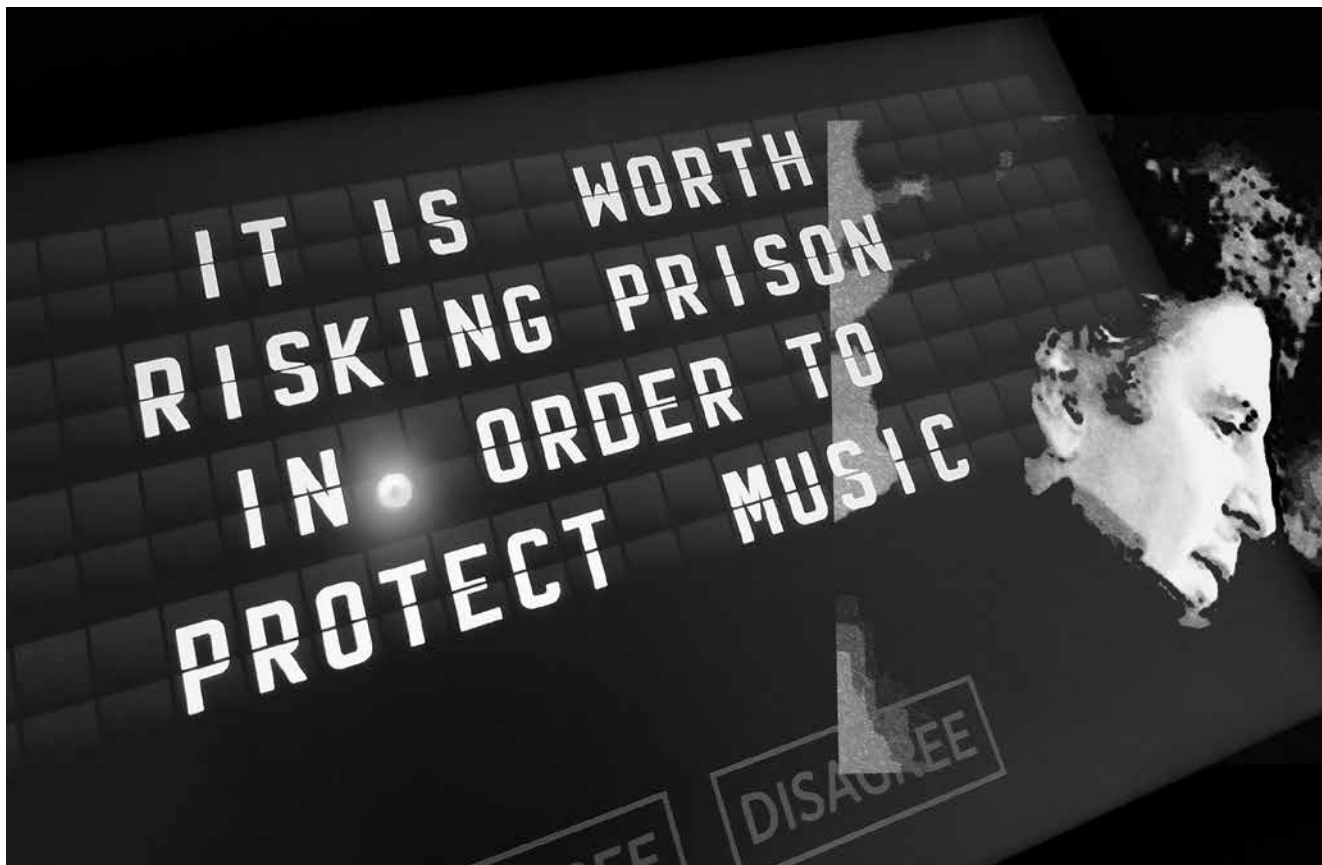 IT IS WORTH
RISKING PRISON
IN. ORDER TO
PROTECT MUSIC
DISAGREE